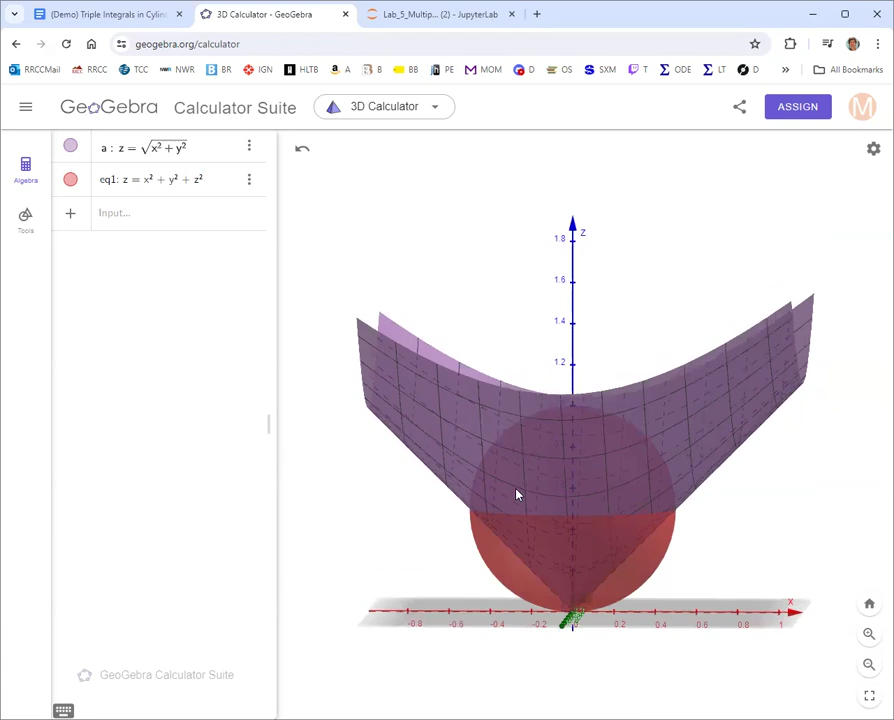 (Demo) Triple Integrals in Cylin
3D Calculator - GeoGebra
Lab_5_Multip... (2) - JupyterLab
geogebra.org/calculator
RRCCMail
RRCC
TCC
NWR
BR
IGN
HLTB
A
B
BB
PE
MOM
D
OS
SXM
T
ODE
LT
D
All Bookmarks
GeoGebra
Calculator Suite
3D Calculator
ASSIGN
M
a : z = √(x² + y²)
Algebra
eq1: z = x² + y² + z²
Input...
Tools
z
1.8
1.6
1.4
1.2
X
-0.8 -0.6 -0.4 -0.2 0 0.2 0.4 0.6 0.8 1
GeoGebra Calculator Suite